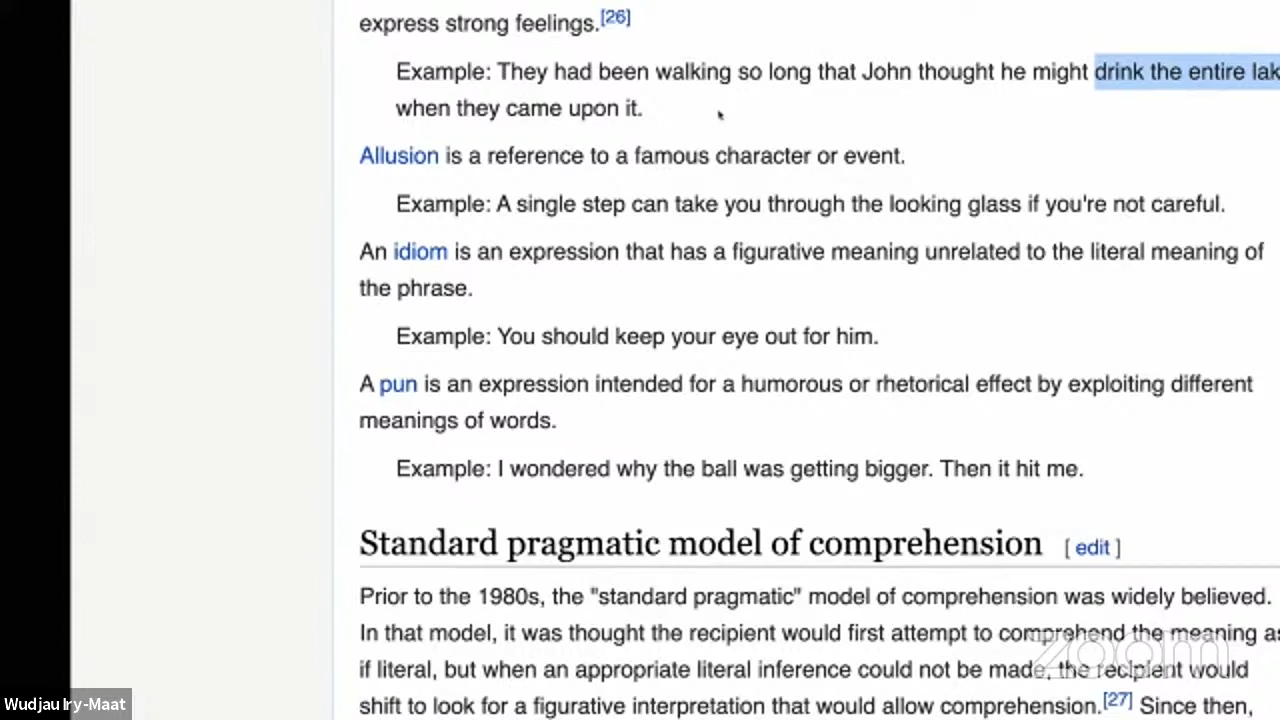 express strong feelings.[26]
Example: They had been walking so long that John thought he might drink the entire lak
when they came upon it.
Allusion is a reference to a famous character or event.
Example: A single step can take you through the looking glass if you're not careful.
An idiom is an expression that has a figurative meaning unrelated to the literal meaning of
the phrase.
Example: You should keep your eye out for him.
A pun is an expression intended for a humorous or rhetorical effect by exploiting different
meanings of words.
Example: I wondered why the ball was getting bigger. Then it hit me.
Standard pragmatic model of comprehension [ edit ]
Prior to the 1980s, the "standard pragmatic" model of comprehension was widely believed.
In that model, it was thought the recipient would first attempt to comprehend the meaning as
if literal, but when an appropriate literal inference could not be made, the recipient would
shift to look for a figurative interpretation that would allow comprehension.[27] Since then,
zoom
Wudjau Iry-Maat